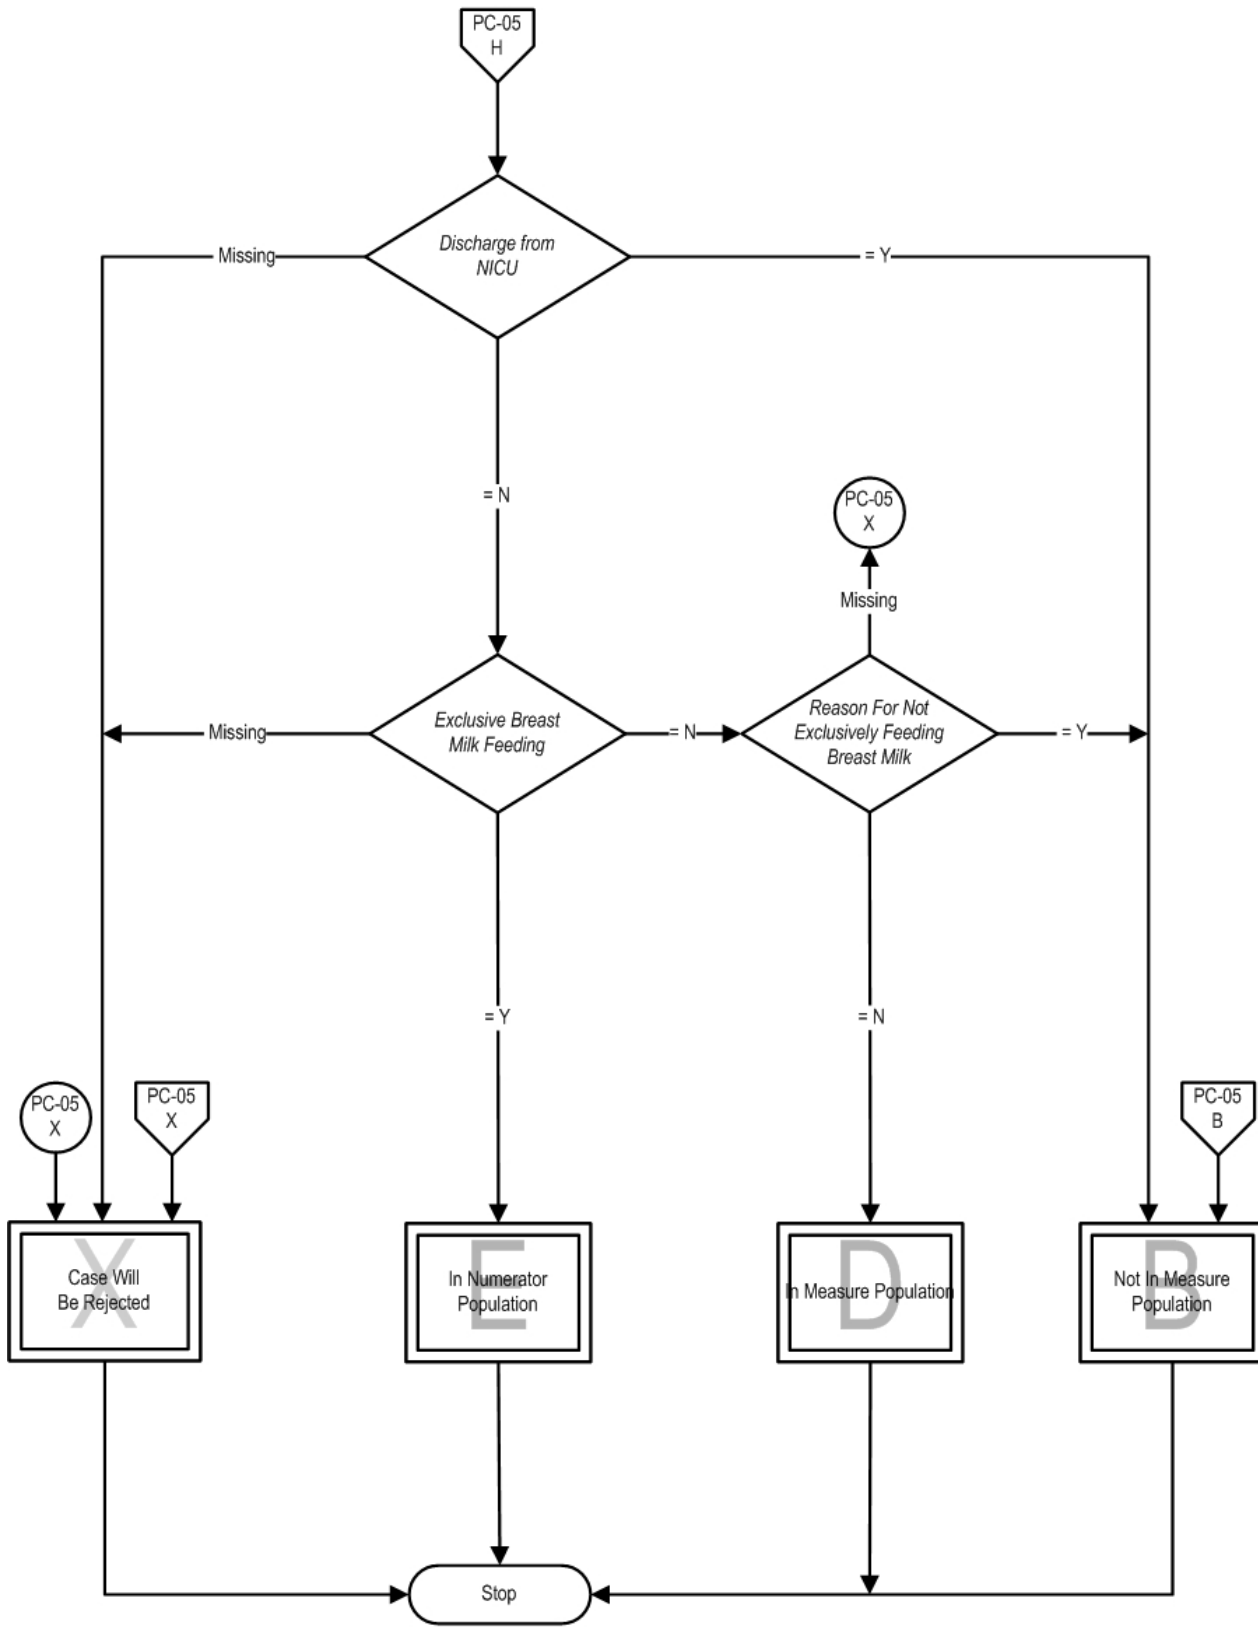 PC-05
H
Discharge from
NICU
Missing
= Y
= N
PC-05
X
Missing
Exclusive Breast
Milk Feeding
Missing
= N
Reason For Not
Exclusively Feeding
Breast Milk
= Y
= Y
= N
PC-05
X
PC-05
X
PC-05
B
X
Case Will
Be Rejected
E
In Numerator
Population
D
In Measure Population
B
Not In Measure
Population
Stop